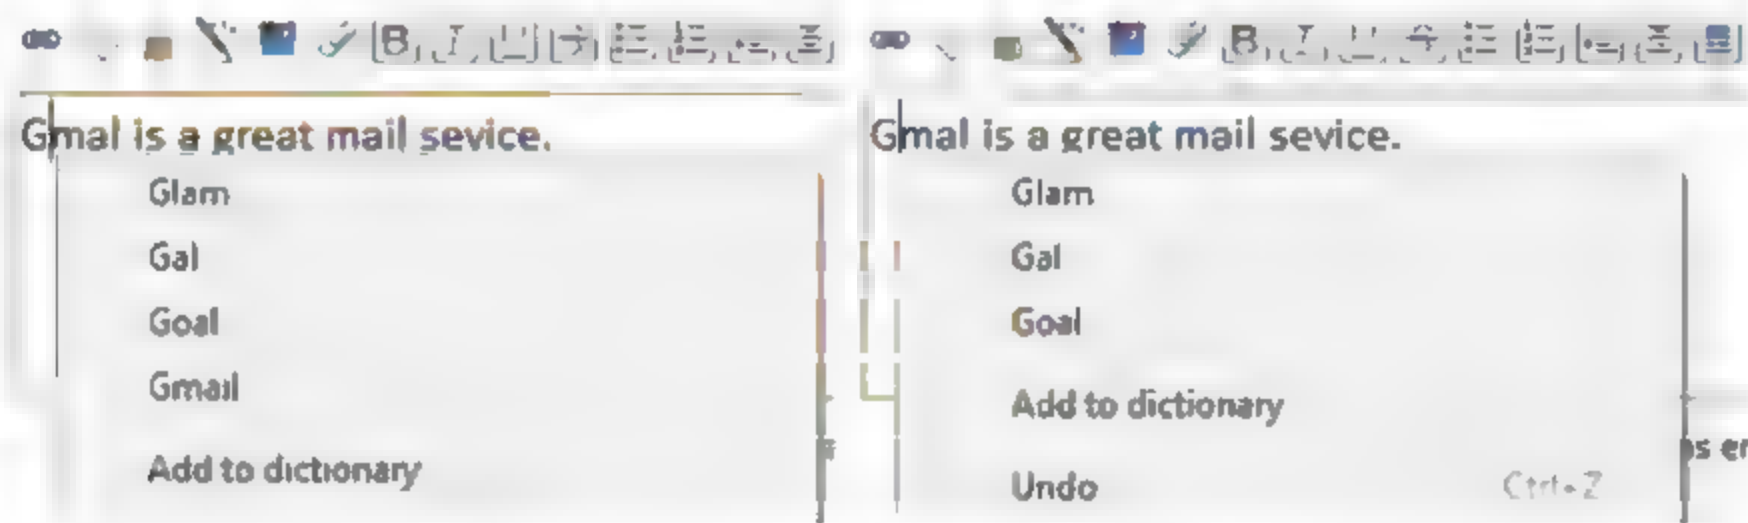 B I U
Gmal is a great mail sevice.
Glam
Gal
Goal
Gmail
Add to dictionary
B I U
Gmal is a great mail sevice.
Glam
Gal
Goal
Add to dictionary
Undo Ctrl+Z